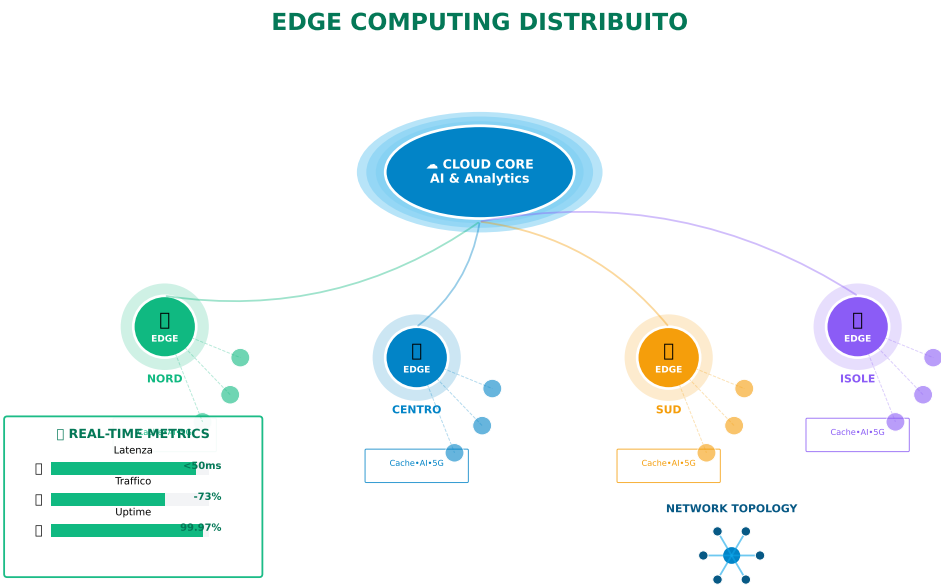 EDGE COMPUTING DISTRIBUITO
☁ CLOUD CORE
AI & Analytics
EDGE
NORD
EDGE
CENTRO
EDGE
SUD
EDGE
ISOLE
Cache•AI•5G
Cache•AI•5G
Cache•AI•5G
REAL-TIME METRICS
Latenza
<50ms
Traffico
-73%
Uptime
99.97%
NETWORK TOPOLOGY